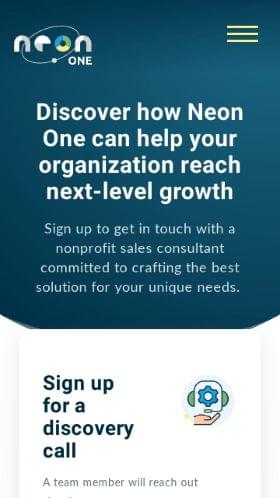 neon
ONE
Discover how Neon
One can help your
organization reach
next-level growth
Sign up to get in touch with a
nonprofit sales consultant
committed to crafting the best
solution for your unique needs.
Sign up
for a
discovery
call
A team member will reach out